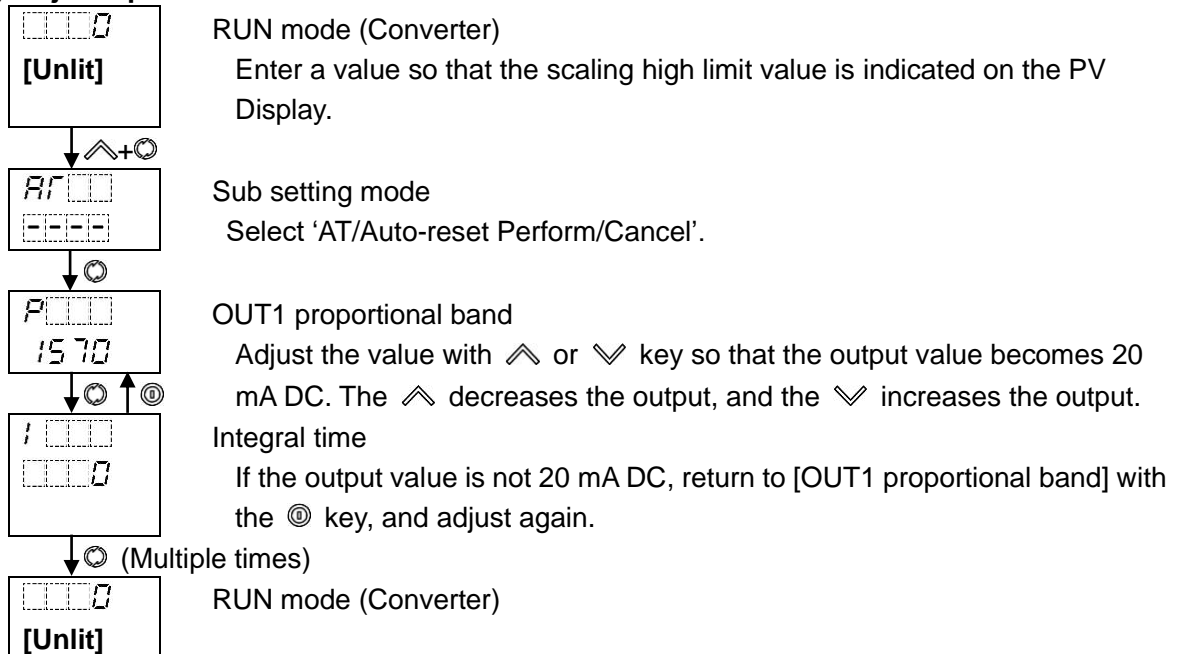 0
[Unlit]
RUN mode (Converter)
Enter a value so that the scaling high limit value is indicated on the PV
Display.
+
AT
----
Sub setting mode
Select ‘AT/Auto-reset Perform/Cancel’.
P
1570
OUT1 proportional band
Adjust the value with or key so that the output value becomes 20
mA DC. The decreases the output, and the increases the output.
I
0
Integral time
If the output value is not 20 mA DC, return to [OUT1 proportional band] with
the key, and adjust again.
(Multiple times)
0
[Unlit]
RUN mode (Converter)